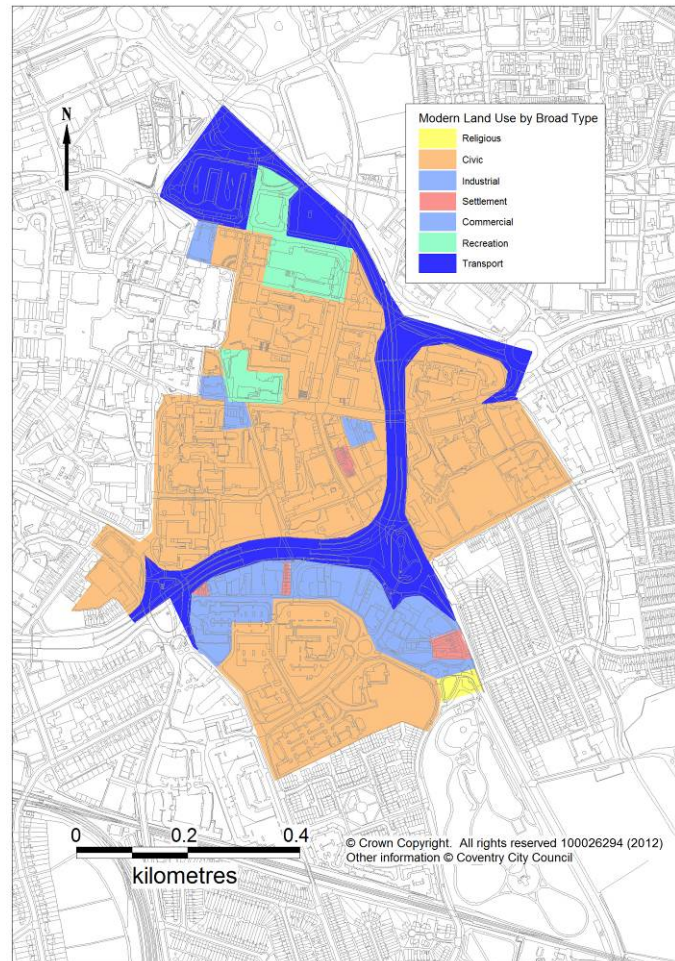 N
Modern Land Use by Broad Type
Religious
Civic
Industrial
Settlement
Commercial
Recreation
Transport
0 0.2 0.4
kilometres
© Crown Copyright. All rights reserved 100026294 (2012)
Other information © Coventry City Council